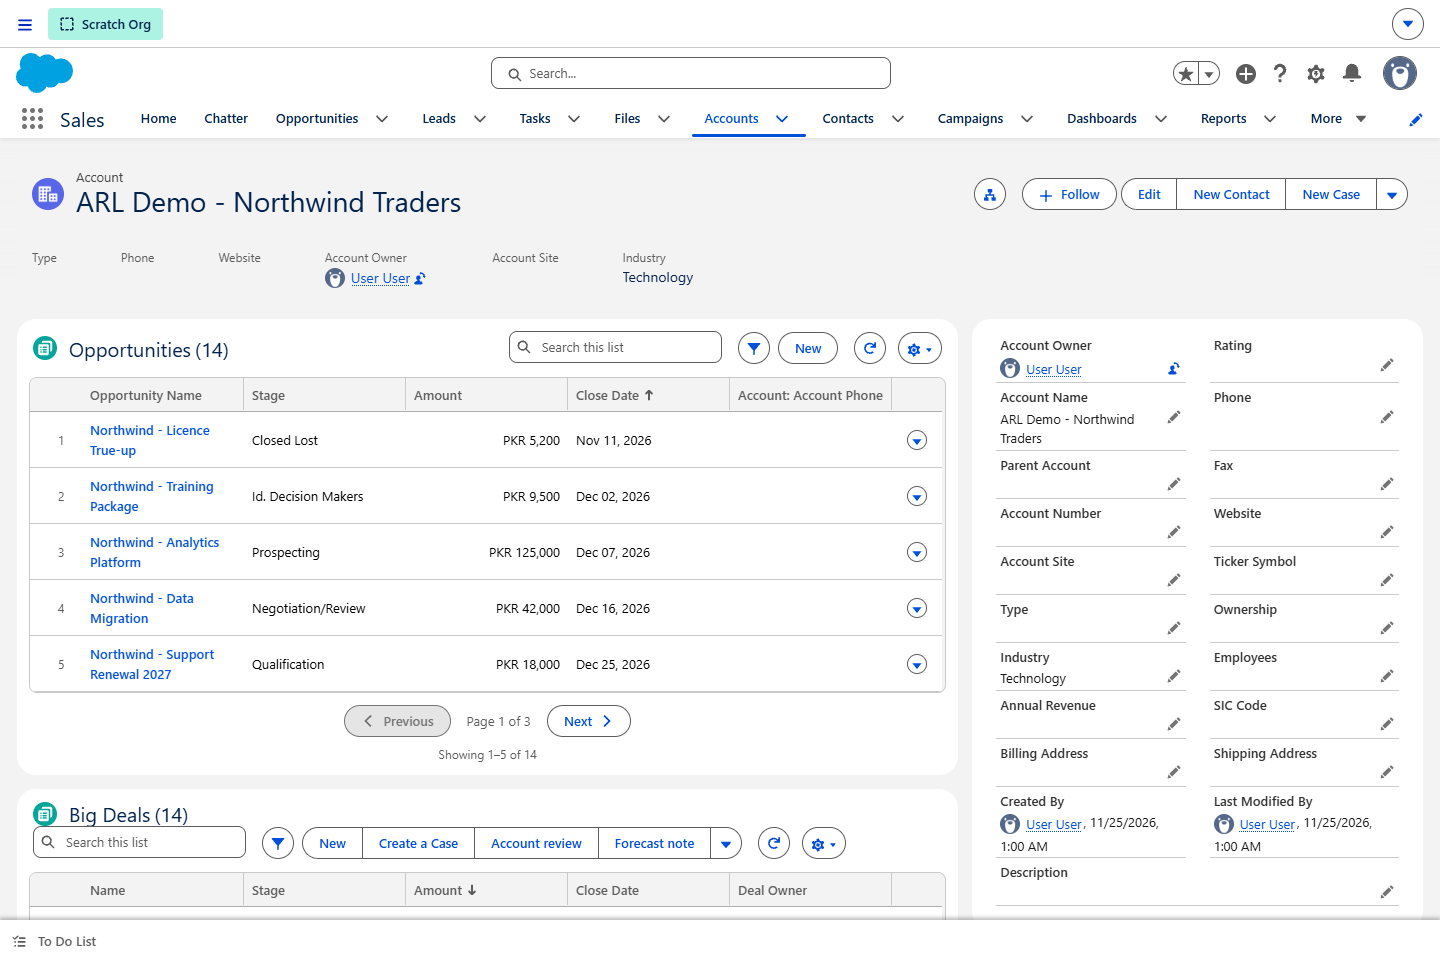 Scratch Org
Search...
Sales
Home
Chatter
Opportunities
Leads
Tasks
Files
Accounts
Contacts
Campaigns
Dashboards
Reports
More
Account
ARL Demo - Northwind Traders
Follow
Edit
New Contact
New Case
Type
Phone
Website
Account Owner
Account Site
Industry
User User
Technology
Opportunities (14)
Search this list
New
Opportunity Name
Stage
Amount
Close Date
Account: Account Phone
1
Northwind - Licence
True-up
Closed Lost
PKR 5,200
Nov 11, 2026
2
Northwind - Training
Package
Id. Decision Makers
PKR 9,500
Dec 02, 2026
3
Northwind - Analytics
Platform
Prospecting
PKR 125,000
Dec 07, 2026
4
Northwind - Data
Migration
Negotiation/Review
PKR 42,000
Dec 16, 2026
5
Northwind - Support
Renewal 2027
Qualification
PKR 18,000
Dec 25, 2026
Previous
Page 1 of 3
Next
Showing 1–5 of 14
Big Deals (14)
Search this list
New
Create a Case
Account review
Forecast note
Name
Stage
Amount
Close Date
Deal Owner
Account Owner
User User
Rating
Account Name
ARL Demo - Northwind
Traders
Phone
Parent Account
Fax
Account Number
Website
Account Site
Ticker Symbol
Type
Ownership
Industry
Technology
Employees
Annual Revenue
SIC Code
Billing Address
Shipping Address
Created By
User User, 11/25/2026,
1:00 AM
Last Modified By
User User, 11/25/2026,
1:00 AM
Description
To Do List